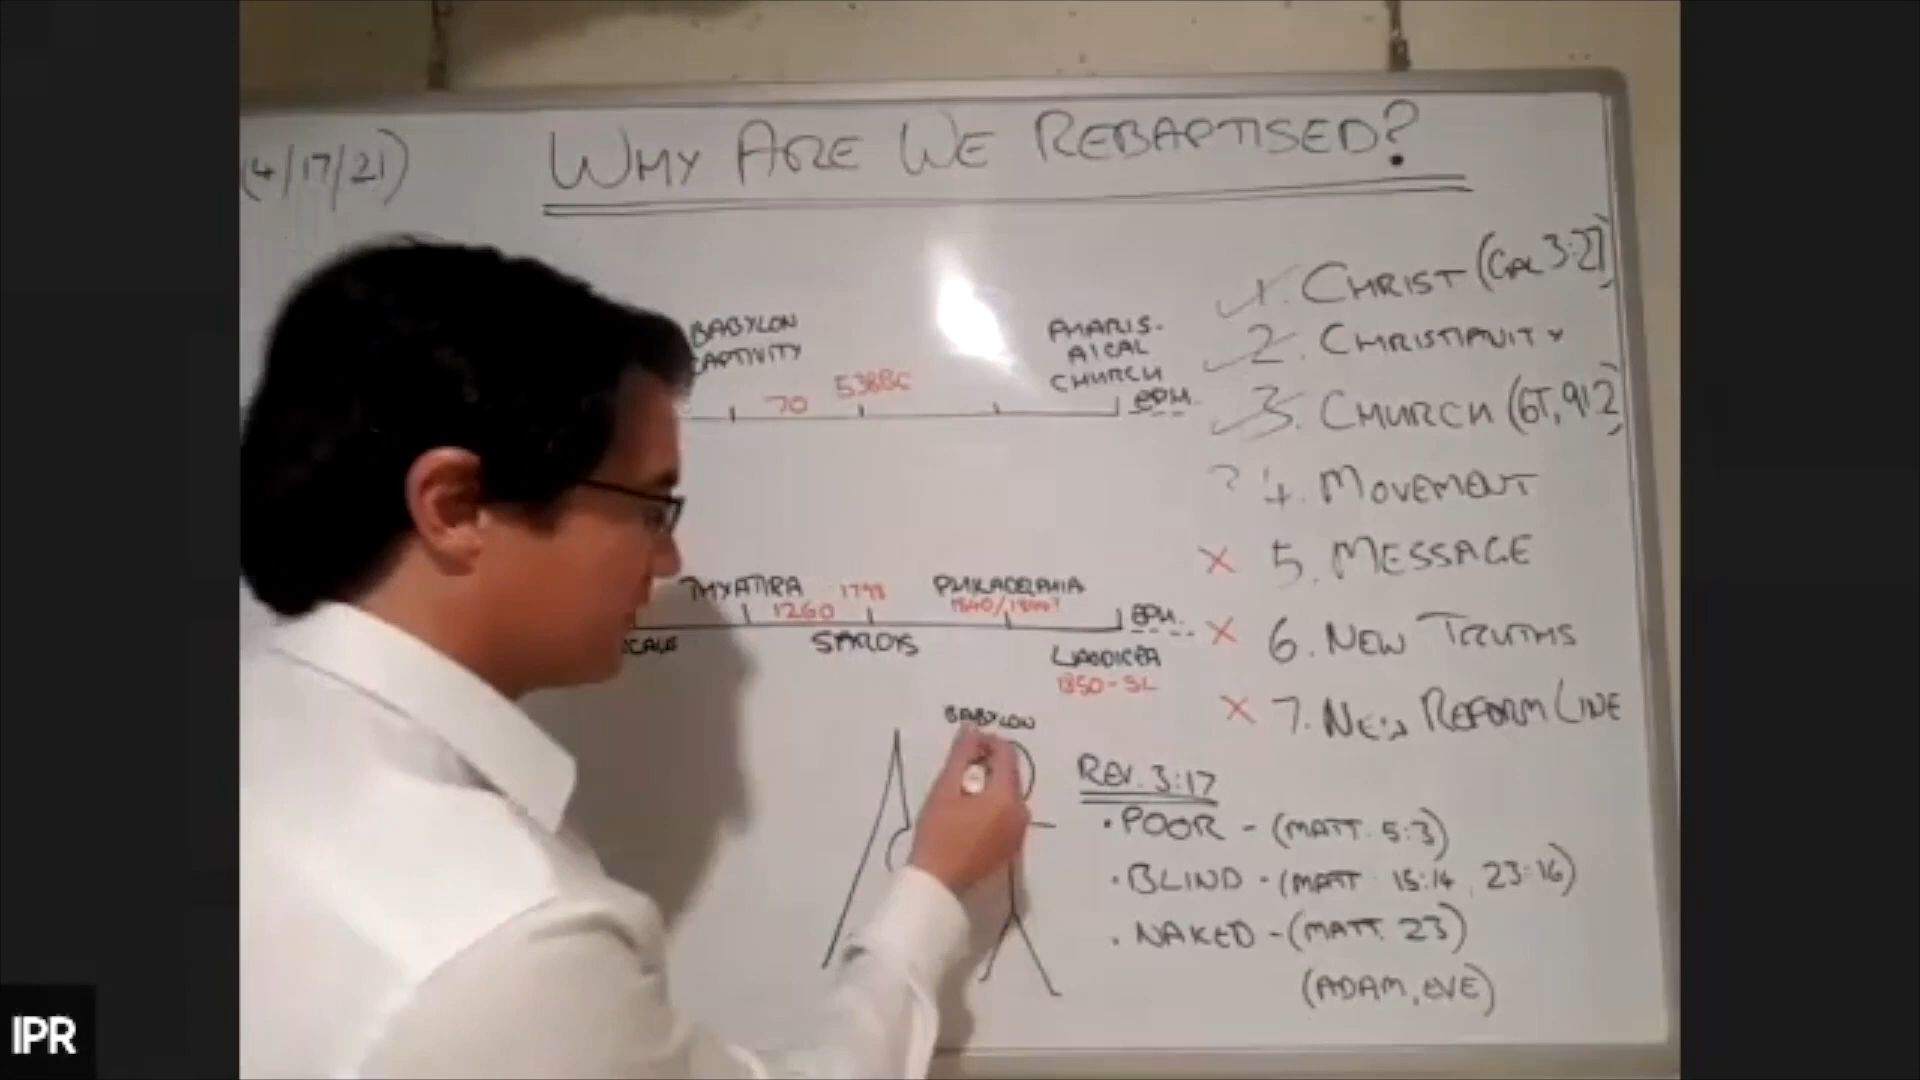 (4/17/21)
WHY ARE WE REBAPTISED?
BABYLON
CAPTIVITY
70
538BC
PHARIS-
AICAL
CHURCH
EPH.
1. CHRIST (GAL 3:27)
2. CHRISTIANITY
3. CHURCH (6T, 91.2)
? 4. MOVEMENT
X 5. MESSAGE
X 6. NEW TRUTHS
X 7. NEW REFORM LINE
THYATIRA
1260
1798
PHILADELPHIA
EPH.
SARDIS
LAODICEA
1850-SL
BABYLON
REV. 3:17
• POOR - (MATT. 5:3)
• BLIND - (MATT 15:14, 23:16)
• NAKED - (MATT. 23)
(ADAM, EVE)
IPR